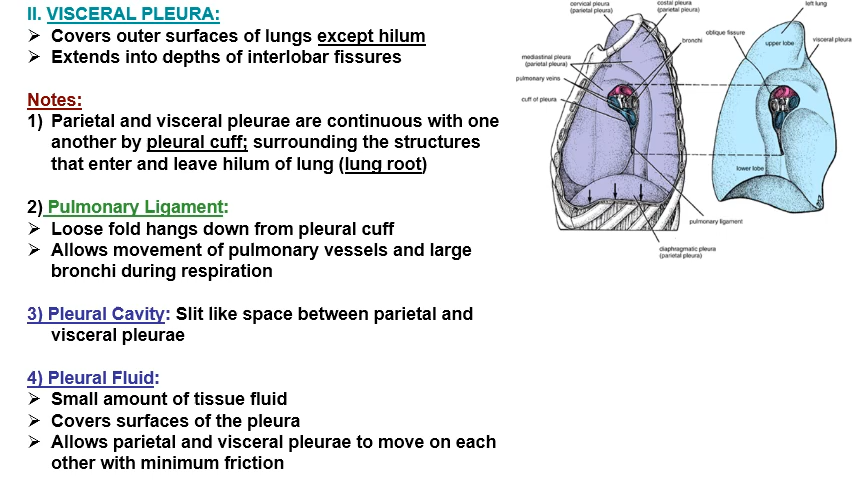 II. VISCERAL PLEURA:
➢ Covers outer surfaces of lungs except hilum
➢ Extends into depths of interlobar fissures
Notes:
1) Parietal and visceral pleurae are continuous with one
another by pleural cuff; surrounding the structures
that enter and leave hilum of lung (lung root)
2) Pulmonary Ligament:
➢ Loose fold hangs down from pleural cuff
➢ Allows movement of pulmonary vessels and large
bronchi during respiration
3) Pleural Cavity: Slit like space between parietal and
visceral pleurae
4) Pleural Fluid:
➢ Small amount of tissue fluid
➢ Covers surfaces of the pleura
➢ Allows parietal and visceral pleurae to move on each
other with minimum friction
cervical pleura
(parietal pleura)
costal pleura
(parietal pleura)
left lung
bronchi
oblique fissure
upper lobe
visceral pleura
mediastinal pleura
(parietal pleura)
pulmonary veins
cuff of pleura
lower lobe
pulmonary ligament
diaphragmatic pleura
(parietal pleura)